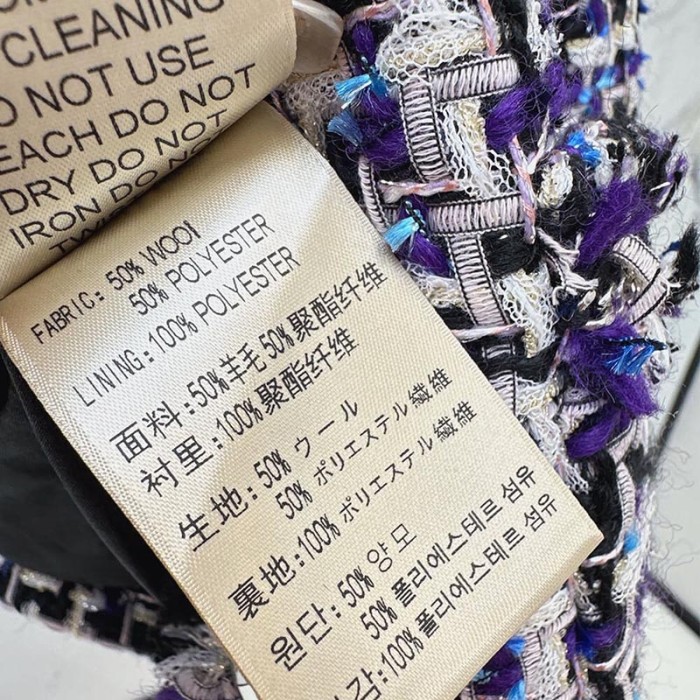 CLEANING
NOT USE
DO NOT
DRY DO NOT
IRON DO NOT
FABRIC: 50% WOOl
50% POLYESTER
LINING:100% POLYESTER
面料:50%羊毛50%聚酯纤维
衬里:100%聚酯纤维
生地:50% ウール
50% ポリエステル繊維
裏地:100% ポリエステル繊維
원단:50% 양모
50% 폴리에스테르 섬유
감:100% 폴리에스테르 섬유